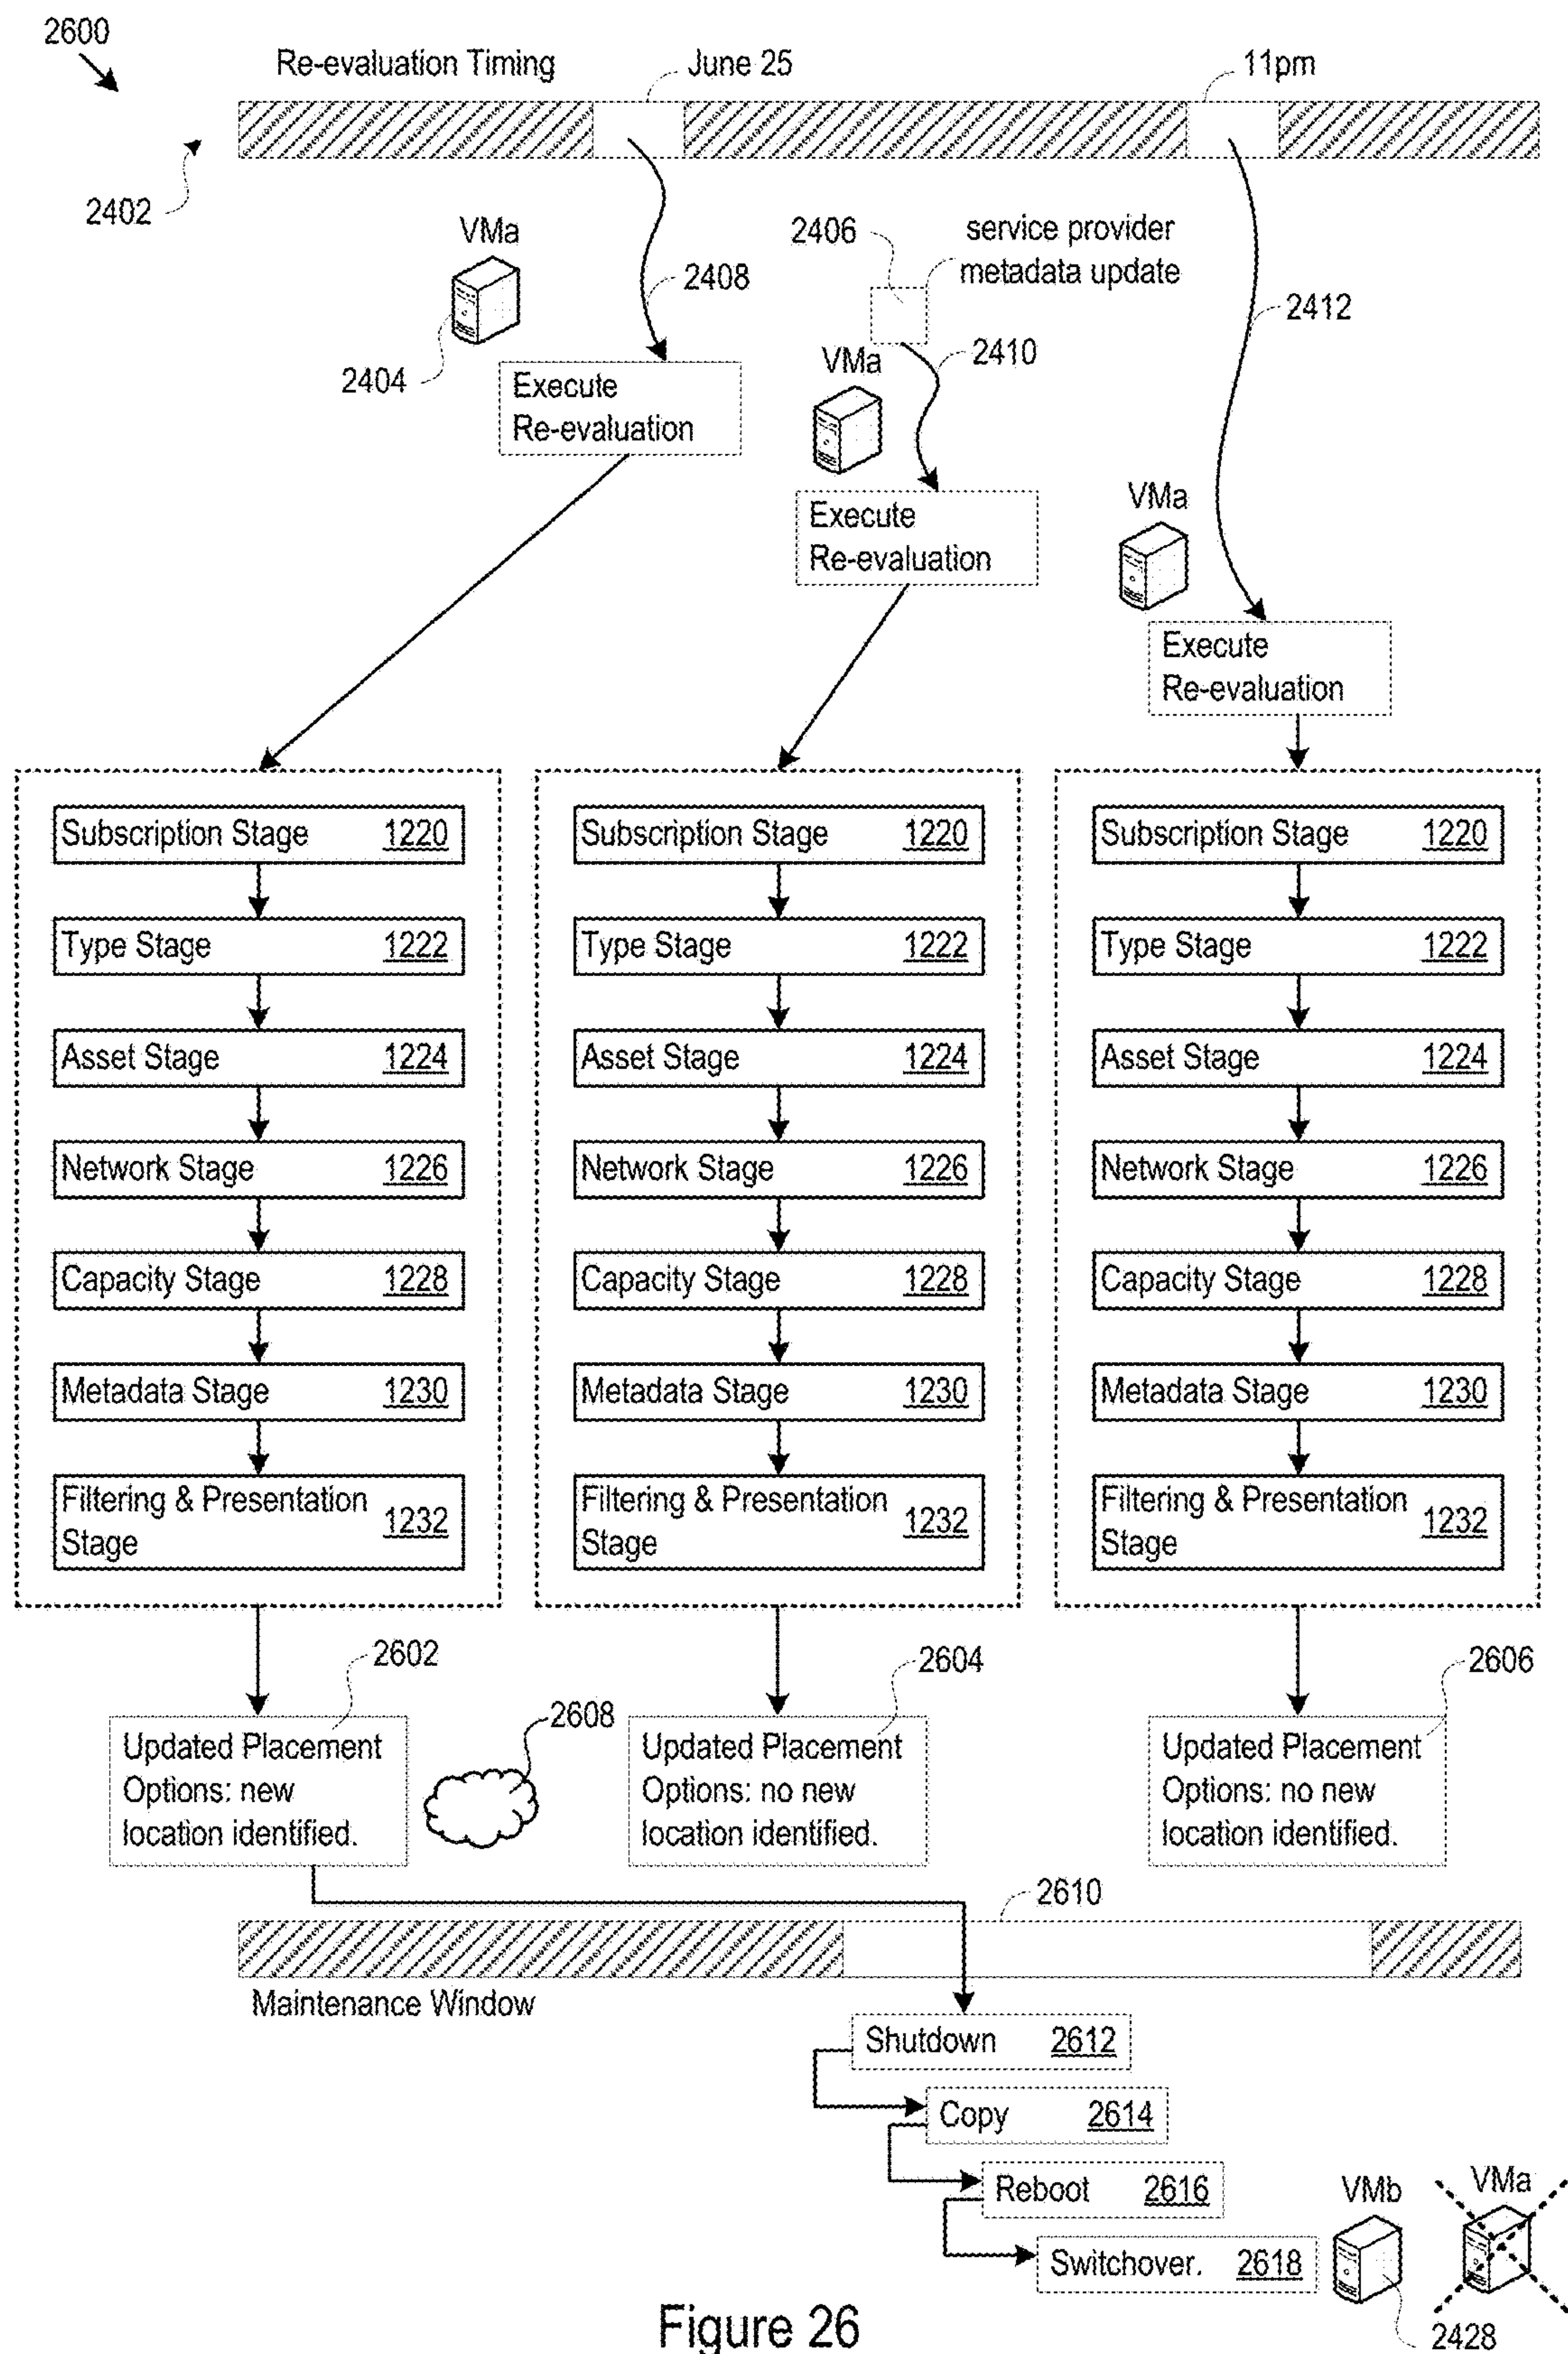 2600
Re-evaluation Timing
June 25
11pm
2402
VMa
2404
2408
2406
service provider
metadata update
2410
2412
Execute
Re-evaluation
VMa
Execute
Re-evaluation
VMa
Execute
Re-evaluation
Subscription Stage 1220
Type Stage 1222
Asset Stage 1224
Network Stage 1226
Capacity Stage 1228
Metadata Stage 1230
Filtering & Presentation
Stage 1232
Subscription Stage 1220
Type Stage 1222
Asset Stage 1224
Network Stage 1226
Capacity Stage 1228
Metadata Stage 1230
Filtering & Presentation
Stage 1232
Subscription Stage 1220
Type Stage 1222
Asset Stage 1224
Network Stage 1226
Capacity Stage 1228
Metadata Stage 1230
Filtering & Presentation
Stage 1232
2602
Updated Placement
Options: new
location identified.
2608
2604
Updated Placement
Options: no new
location identified.
2606
Updated Placement
Options: no new
location identified.
2610
Maintenance Window
Shutdown 2612
Copy 2614
Reboot 2616
Switchover. 2618
VMb
VMa
2428
Figure 26